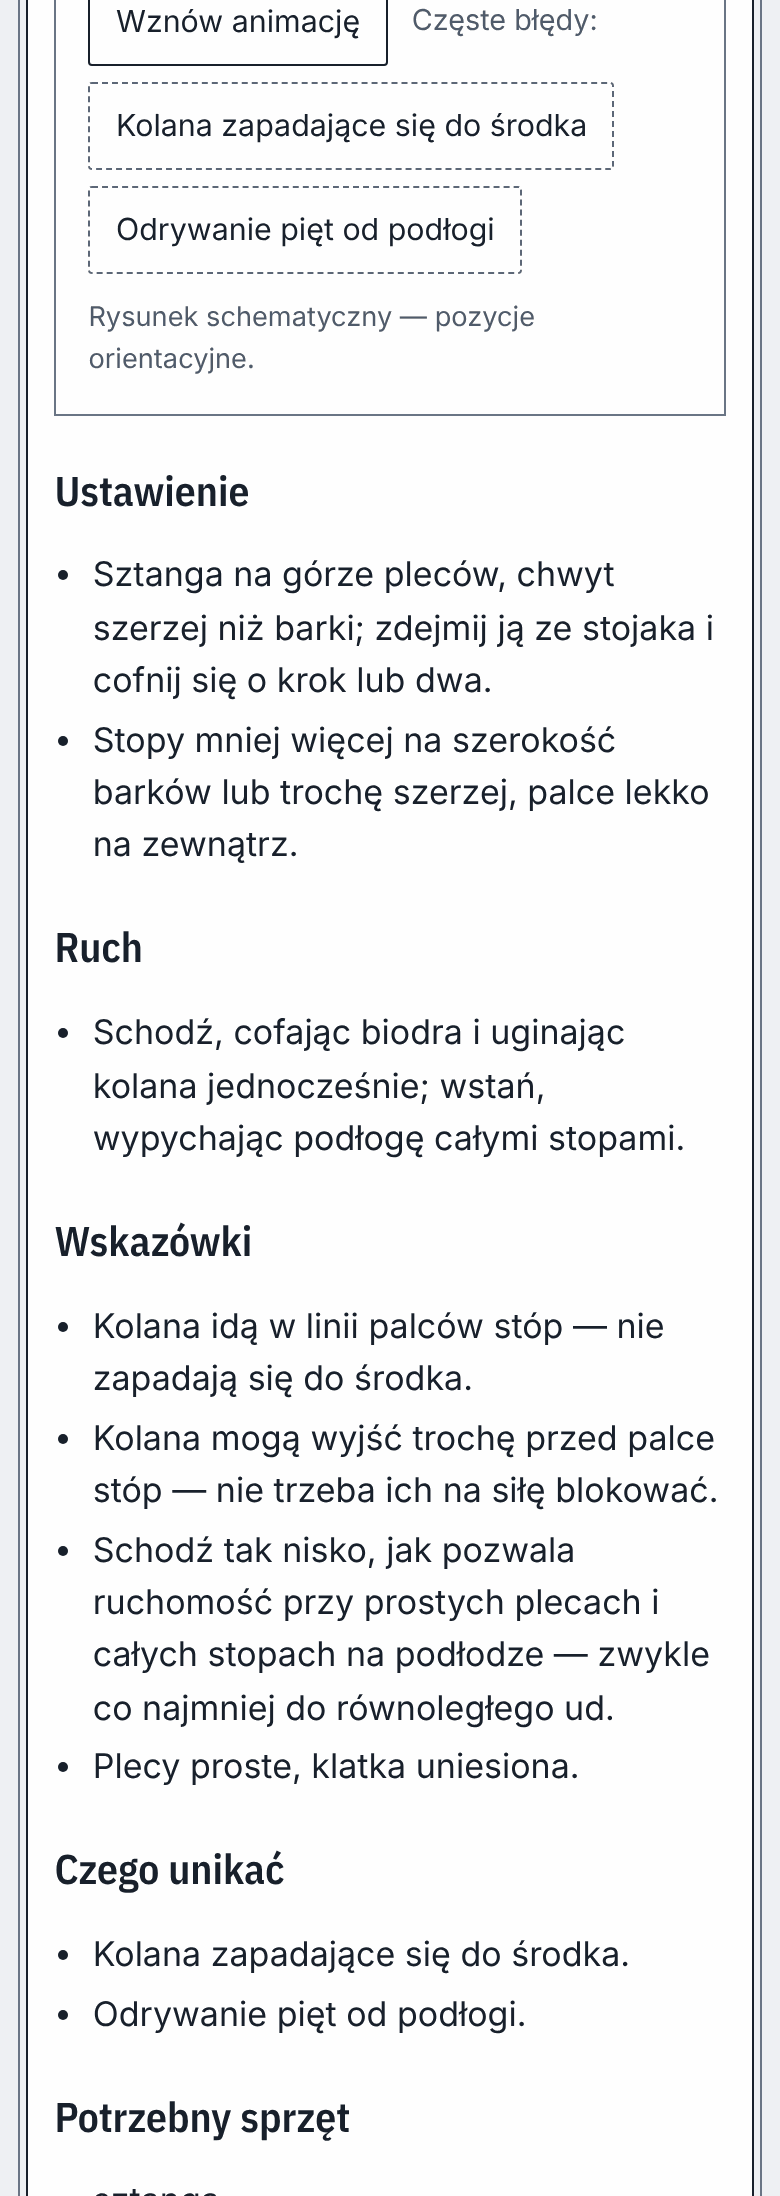 Wznów animację Częste błędy:
Kolana zapadające się do środka
Odrywanie pięt od podłogi
Rysunek schematyczny — pozycje
orientacyjne.
Ustawienie
• Sztanga na górze pleców, chwyt
szerzej niż barki; zdejmij ją ze stojaka i
cofnij się o krok lub dwa.
• Stopy mniej więcej na szerokość
barków lub trochę szerzej, palce lekko
na zewnątrz.
Ruch
• Schodź, cofając biodra i uginając
kolana jednocześnie; wstań,
wypychając podłogę całymi stopami.
Wskazówki
• Kolana idą w linii palców stóp — nie
zapadają się do środka.
• Kolana mogą wyjść trochę przed palce
stóp — nie trzeba ich na siłę blokować.
• Schodź tak nisko, jak pozwala
ruchomość przy prostych plecach i
całych stopach na podłodze — zwykle
co najmniej do równoległego ud.
• Plecy proste, klatka uniesiona.
Czego unikać
• Kolana zapadające się do środka.
• Odrywanie pięt od podłogi.
Potrzebny sprzęt